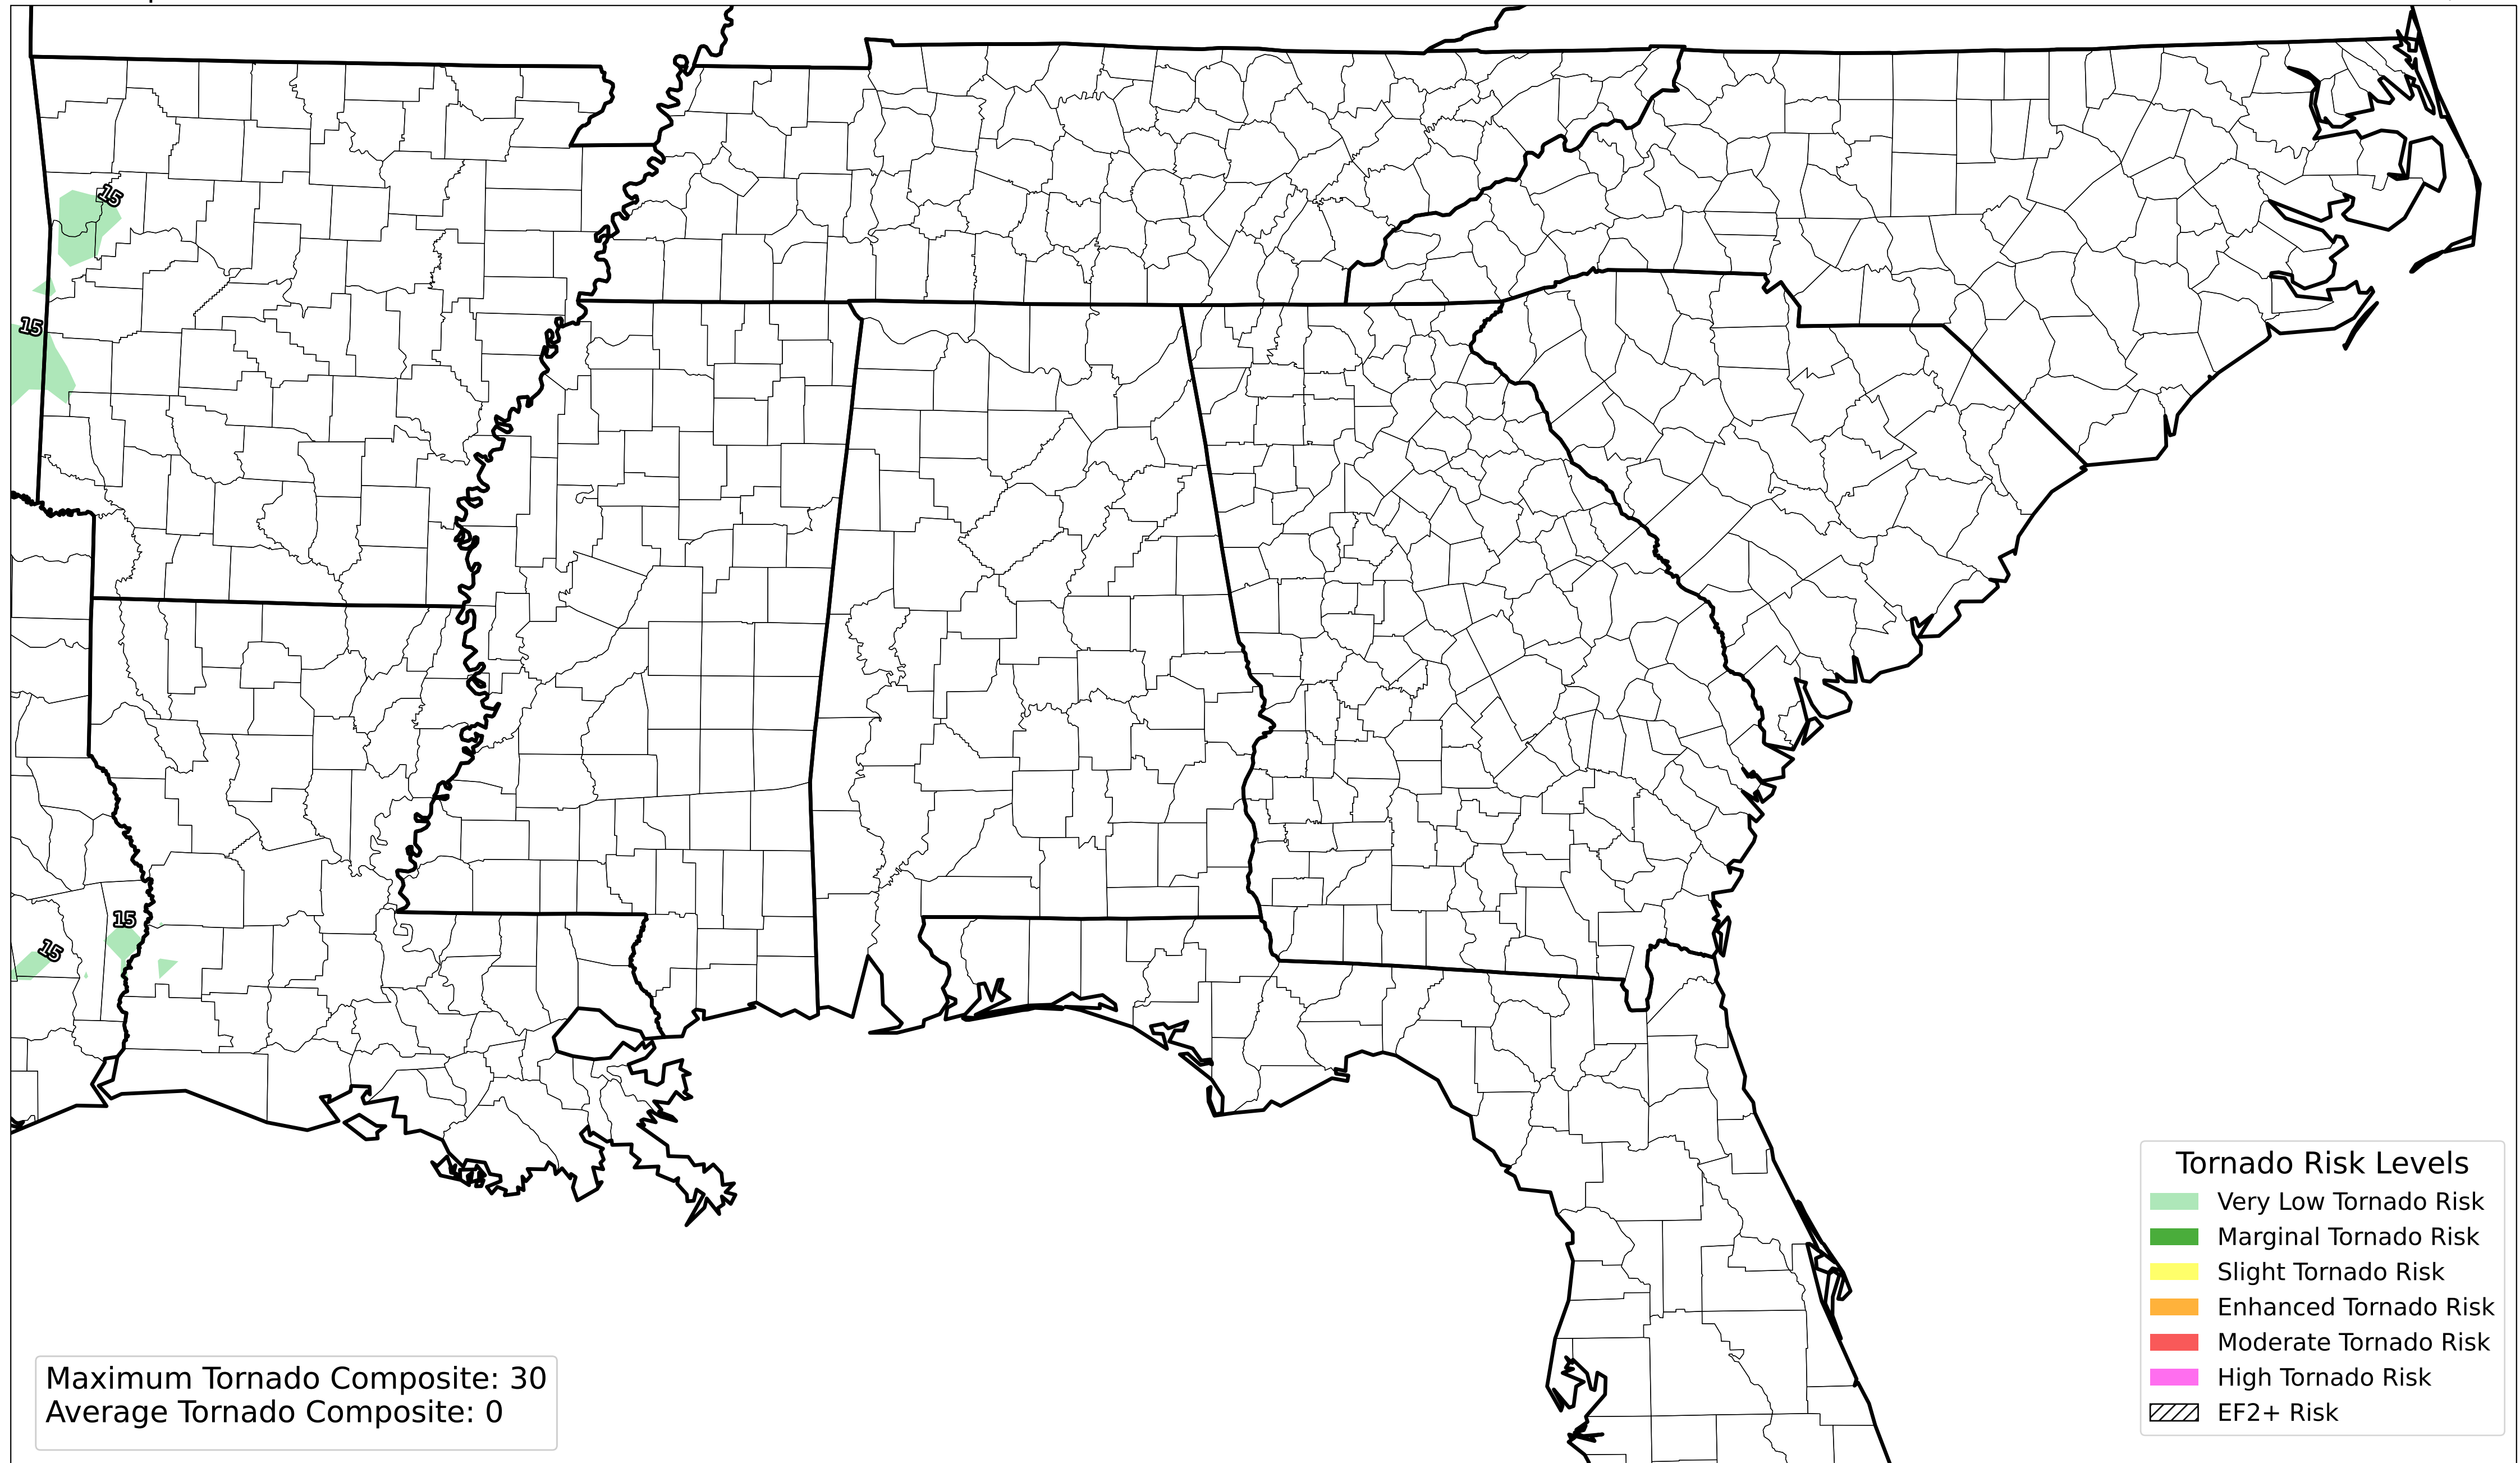 15
15
15
15
Tornado Risk Levels
Very Low Tornado Risk
Marginal Tornado Risk
Slight Tornado Risk
Enhanced Tornado Risk
Moderate Tornado Risk
High Tornado Risk
EF2+ Risk
Maximum Tornado Composite: 30
Average Tornado Composite: 0